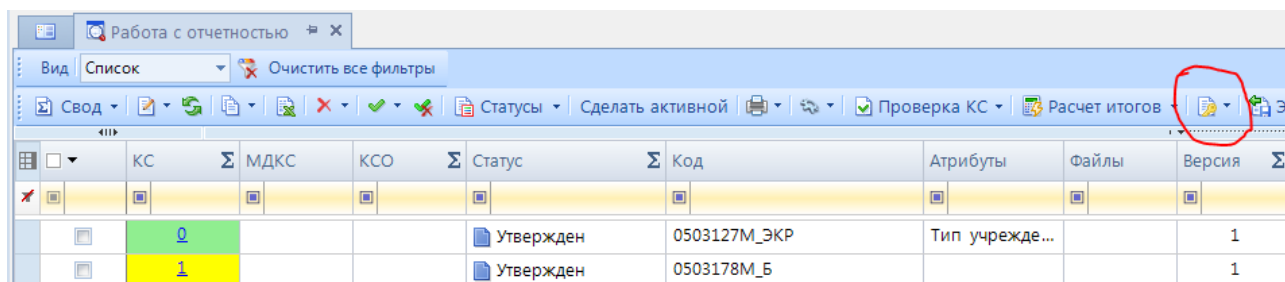 Работа с отчетностью
Вид Список Очистить все фильтры
Свод Статусы Сделать активной Проверка КС Расчет итогов Э
КС Σ МДКС КСО Σ Статус Σ Код Атрибуты Файлы Версия Σ
0 Утвержден 0503127М_ЭКР Тип учрежде... 1
1 Утвержден 0503178М_Б 1